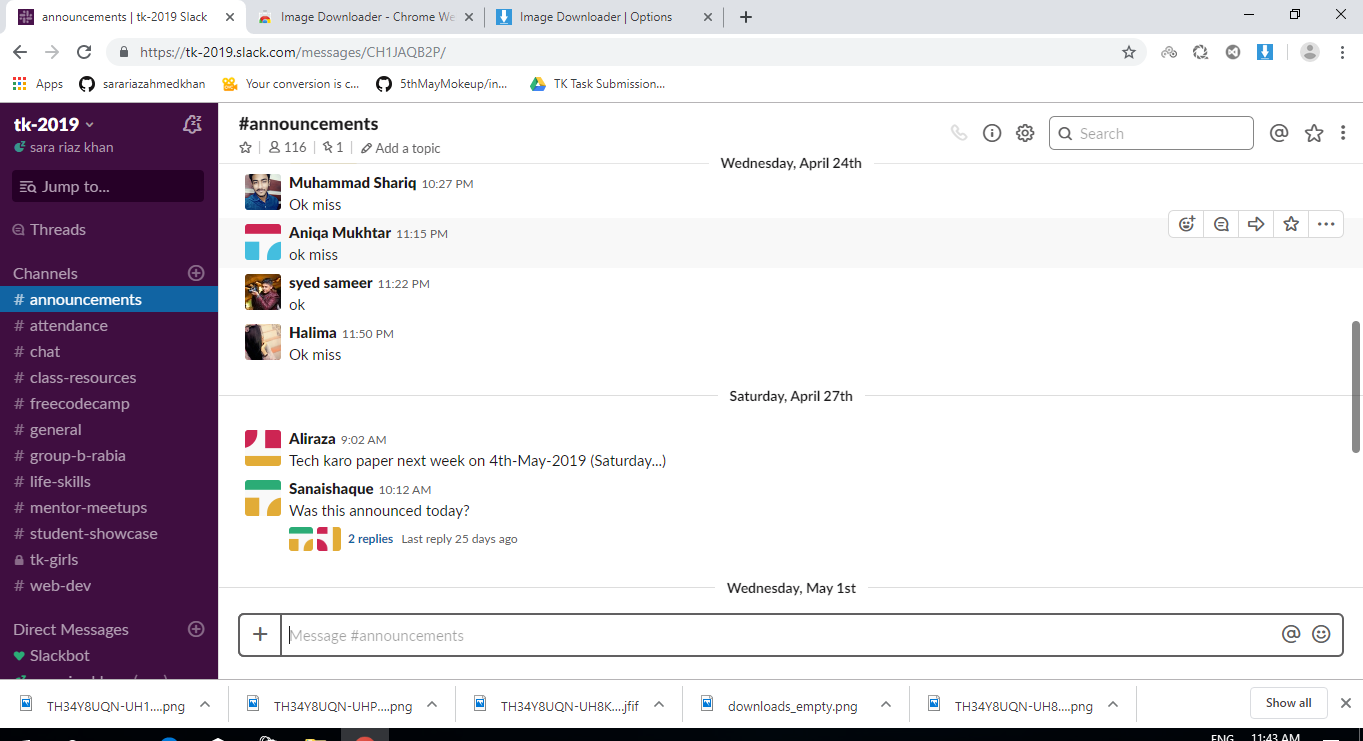 announcements | tk-2019 Slack
Image Downloader - Chrome We
Image Downloader | Options
https://tk-2019.slack.com/messages/CH1JAQB2P/
Apps
sarariazahmedkhan
Your conversion is c...
5thMayMokeup/in...
TK Task Submission...
tk-2019
sara riaz khan
Jump to...
Threads
Channels
# announcements
# attendance
# chat
# class-resources
# freecodecamp
# general
# group-b-rabia
# life-skills
# mentor-meetups
# student-showcase
tk-girls
# web-dev
Direct Messages
Slackbot
#announcements
116
1
Add a topic
Search
Wednesday, April 24th
Muhammad Shariq 10:27 PM
Ok miss
Aniqa Mukhtar 11:15 PM
ok miss
syed sameer 11:22 PM
ok
Halima 11:50 PM
Ok miss
Saturday, April 27th
Aliraza 9:02 AM
Tech karo paper next week on 4th-May-2019 (Saturday...)
Sanaishaque 10:12 AM
Was this announced today?
2 replies Last reply 25 days ago
Wednesday, May 1st
Message #announcements
TH34Y8UQN-UH1....png
TH34Y8UQN-UHP....png
TH34Y8UQN-UH8K....jfif
downloads_empty.png
TH34Y8UQN-UH8....png
Show all
ENG
11:43 AM